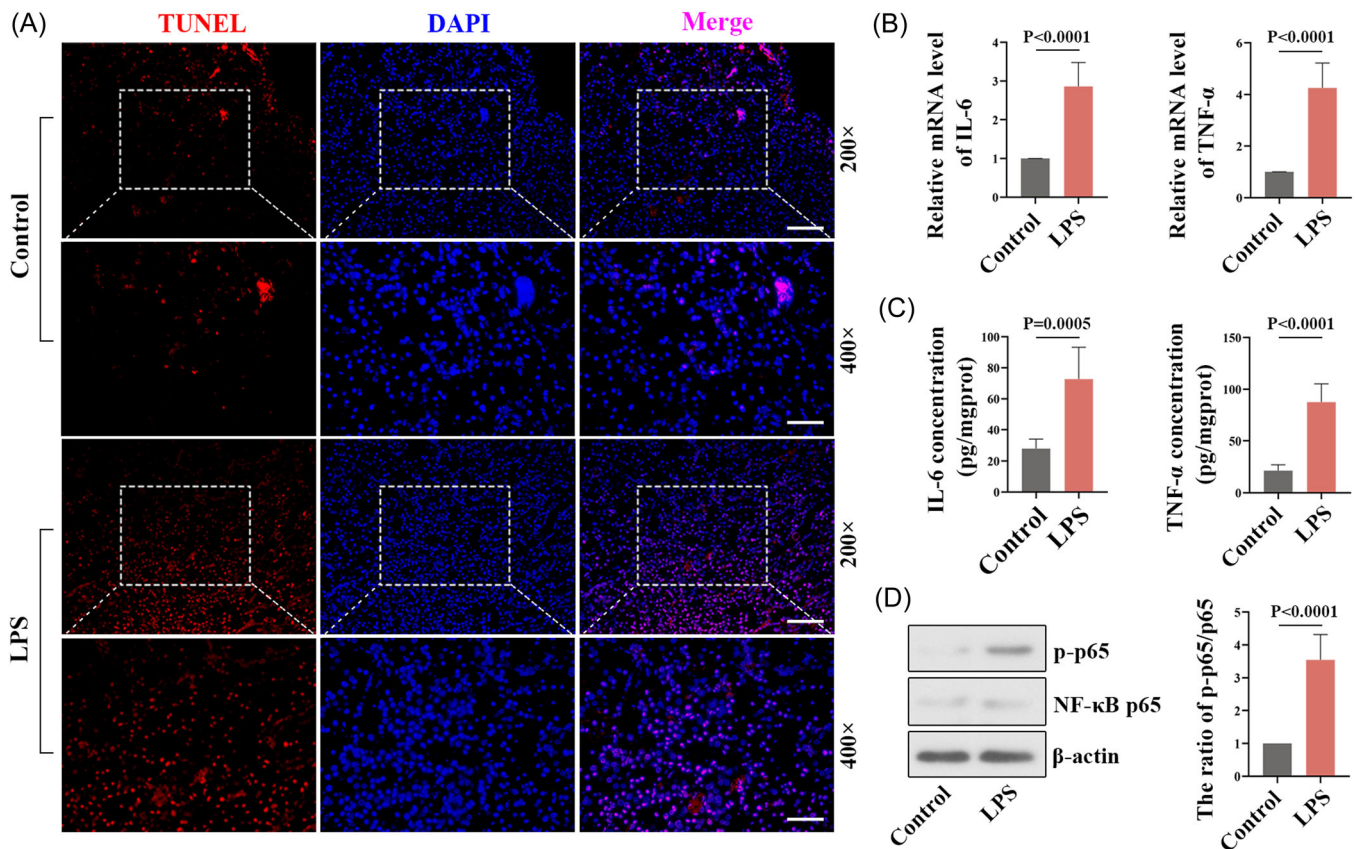 (A)
TUNEL
DAPI
Merge
Control
200×
400×
LPS
200×
400×
(B)
Relative mRNA level
of IL-6
P<0.0001
4
3
2
1
0
Control
LPS
Relative mRNA level
of TNF-α
P<0.0001
6
4
2
0
Control
LPS
(C)
IL-6 concentration
(pg/mgprot)
P=0.0005
100
80
60
40
20
0
Control
LPS
TNF-α concentration
(pg/mgprot)
P<0.0001
150
100
50
0
Control
LPS
(D)
p-p65
NF-κB p65
β-actin
Control
LPS
The ratio of p-p65/p65
P<0.0001
5
4
3
2
1
0
Control
LPS